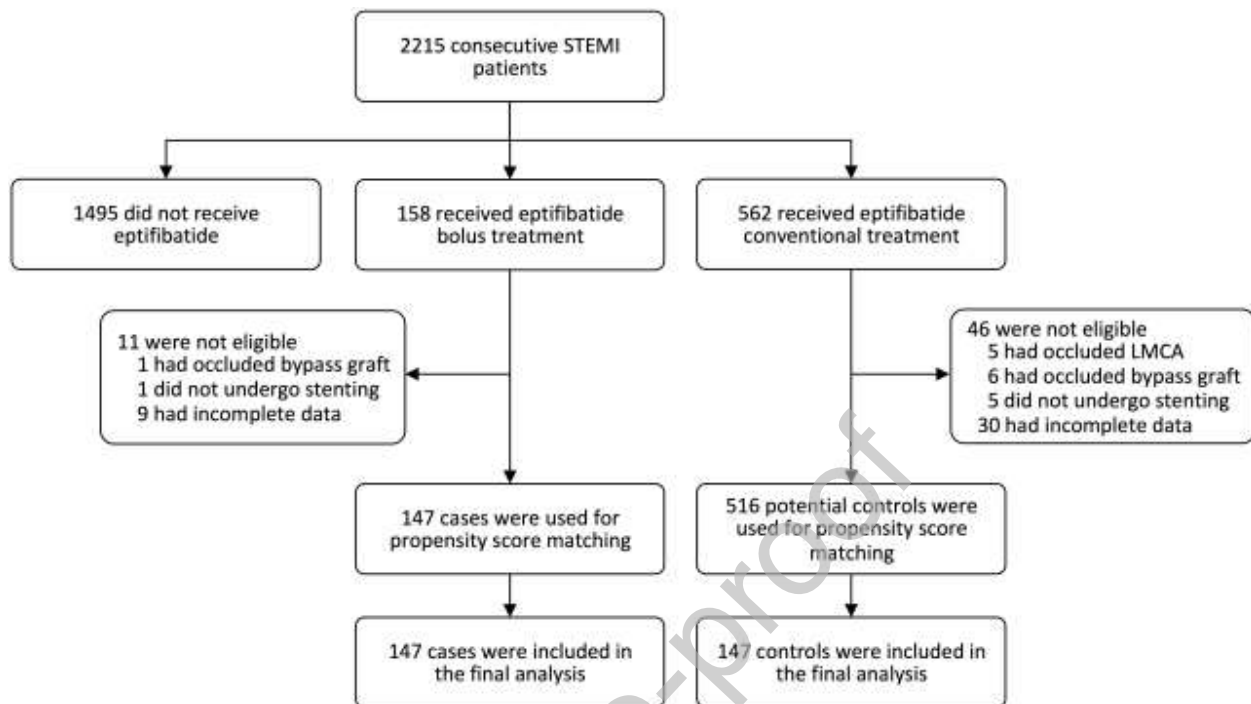 2215 consecutive STEMI
patients
1495 did not receive
eptifibatide
158 received eptifibatide
bolus treatment
562 received eptifibatide
conventional treatment
11 were not eligible
1 had occluded bypass graft
1 did not undergo stenting
9 had incomplete data
46 were not eligible
5 had occluded LMCA
6 had occluded bypass graft
5 did not undergo stenting
30 had incomplete data
147 cases were used for
propensity score matching
516 potential controls were
used for propensity score
matching
147 cases were included in
the final analysis
147 controls were included in
the final analysis
-proof